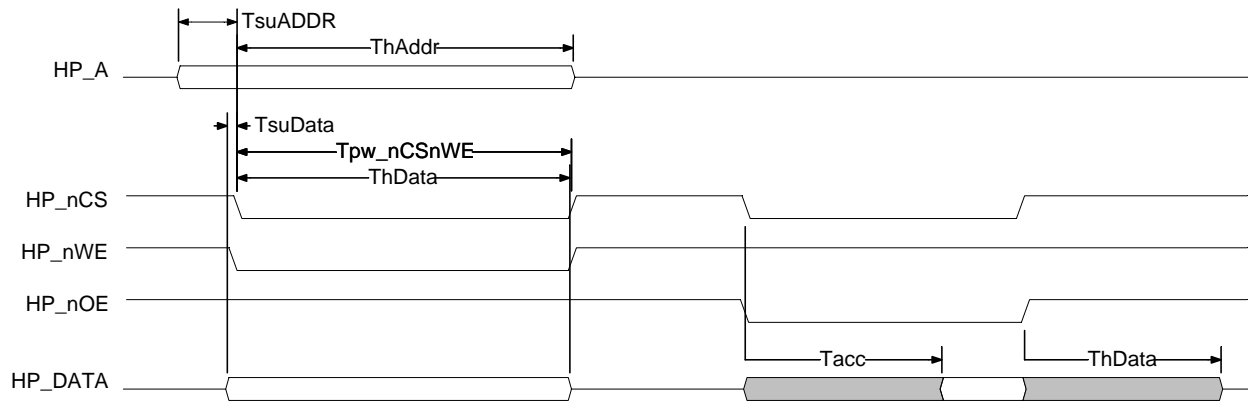 TsuADDR
ThAddr
HP_A
TsuData
Tpw_nCSnWE
ThData
HP_nCS
HP_nWE
HP_nOE
Tacc
ThData
HP_DATA